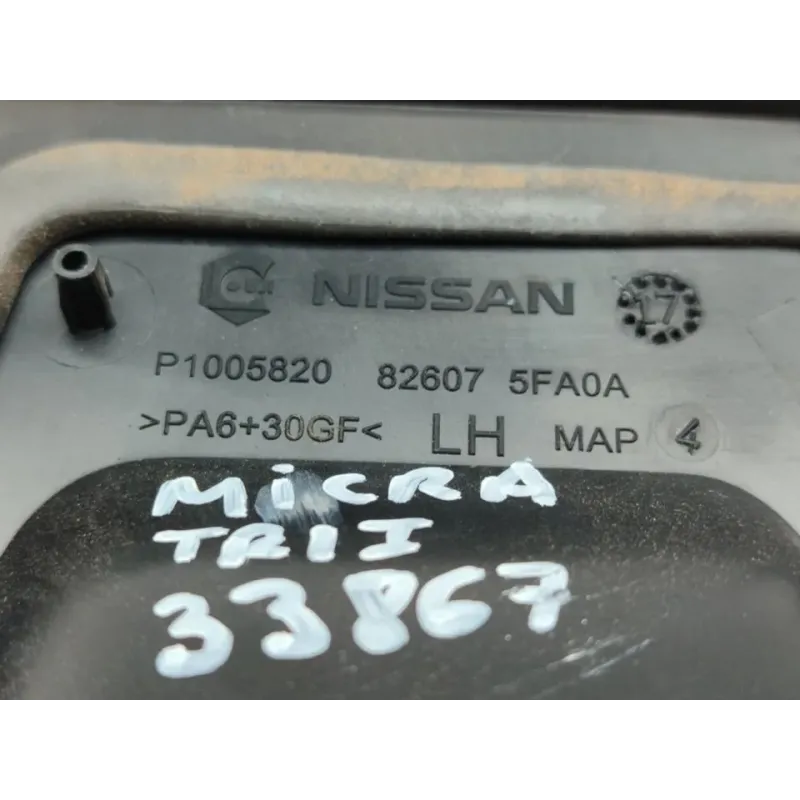 NISSAN 17
P1005820 82607 5FA0A
>PA6+30GF< LH MAP 4
MiCRA
TRII
33867